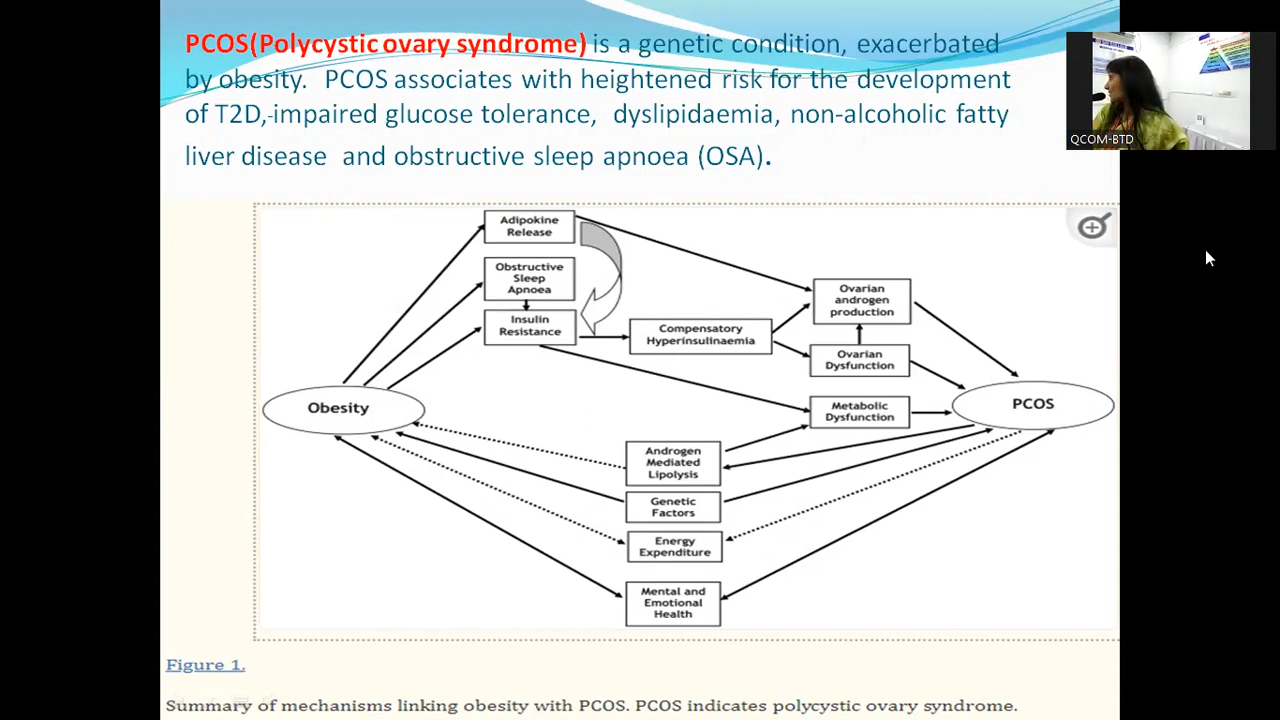 PCOS(Polycystic ovary syndrome) is a genetic condition, exacerbated
by obesity. PCOS associates with heightened risk for the development
of T2D,-impaired glucose tolerance, dyslipidaemia, non-alcoholic fatty
liver disease and obstructive sleep apnoea (OSA).
QCOM-BTD
Adipokine
Release
Obstructive
Sleep
Apnoea
Insulin
Resistance
Compensatory
Hyperinsulinaemia
Ovarian
androgen
production
Ovarian
Dysfunction
Metabolic
Dysfunction
Obesity
PCOS
Androgen
Mediated
Lipolysis
Genetic
Factors
Energy
Expenditure
Mental and
Emotional
Health
Figure 1.
Summary of mechanisms linking obesity with PCOS. PCOS indicates polycystic ovary syndrome.